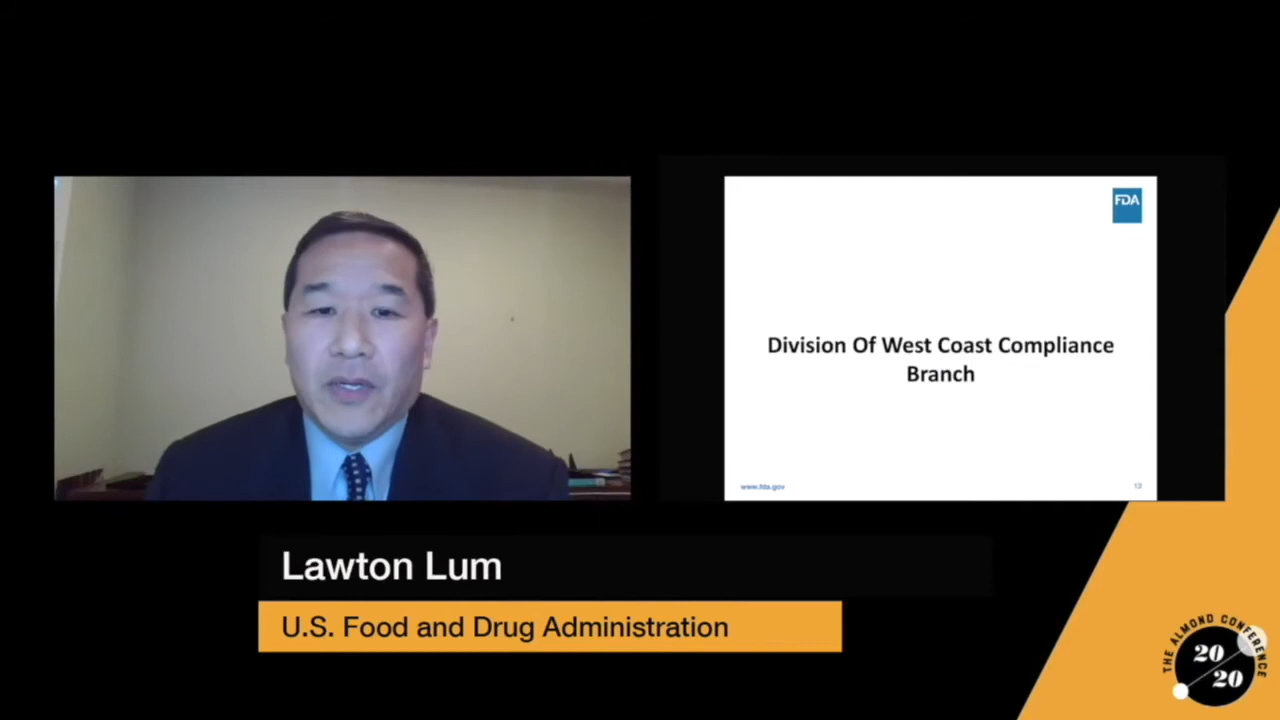 FDA
Division Of West Coast Compliance
Branch
www.fda.gov
13
Lawton Lum
U.S. Food and Drug Administration
THE ALMOND CONFERENCE
20
20